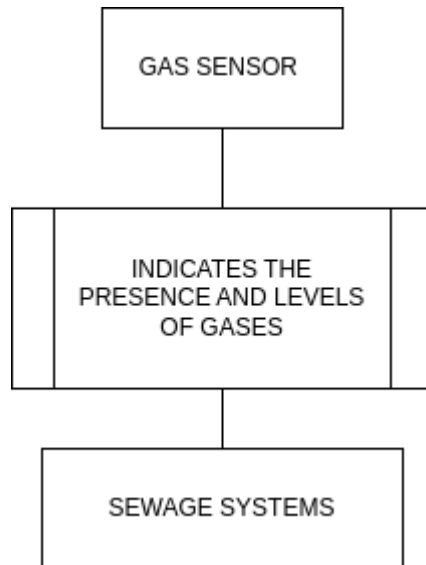 GAS SENSOR
INDICATES THE
PRESENCE AND LEVELS
OF GASES
SEWAGE SYSTEMS